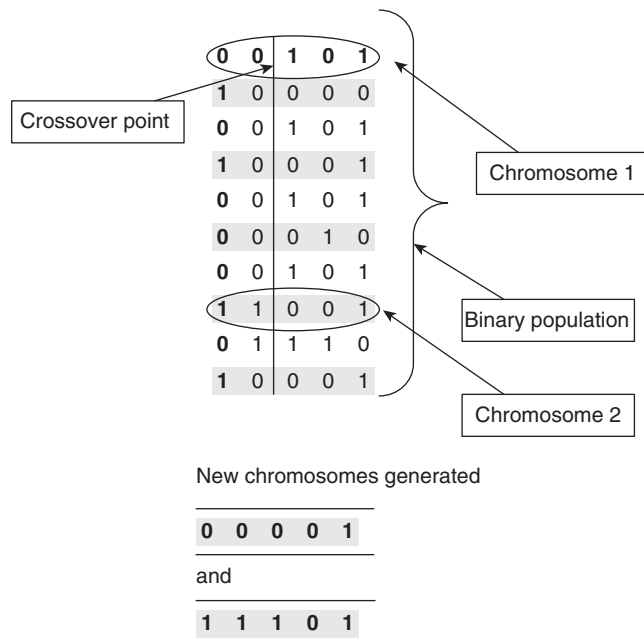 0 0 1 0 1
1 0 0 0 0
Crossover point
0 0 1 0 1
1 0 0 0 1
Chromosome 1
0 0 1 0 1
0 0 0 1 0
0 0 1 0 1
1 1 0 0 1
Binary population
0 1 1 1 0
1 0 0 0 1
Chromosome 2
New chromosomes generated
0 0 0 0 1
and
1 1 1 0 1